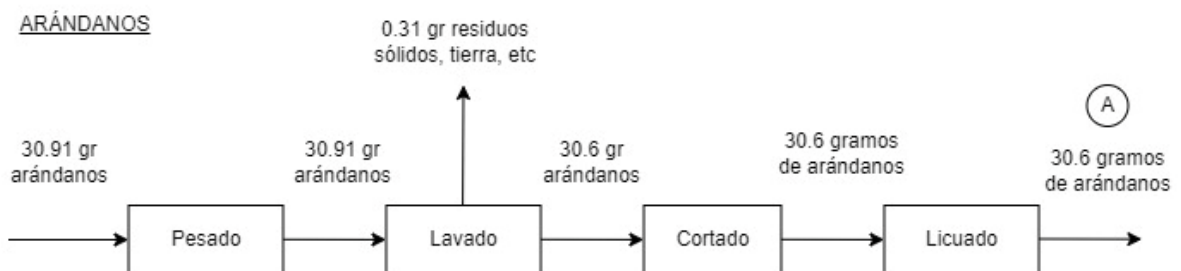 ARÁNDANOS
0.31 gr residuos
sólidos, tierra, etc
A
30.91 gr
arándanos
30.91 gr
arándanos
30.6 gr
arándanos
30.6 gramos
de arándanos
30.6 gramos
de arándanos
Pesado
Lavado
Cortado
Licuado